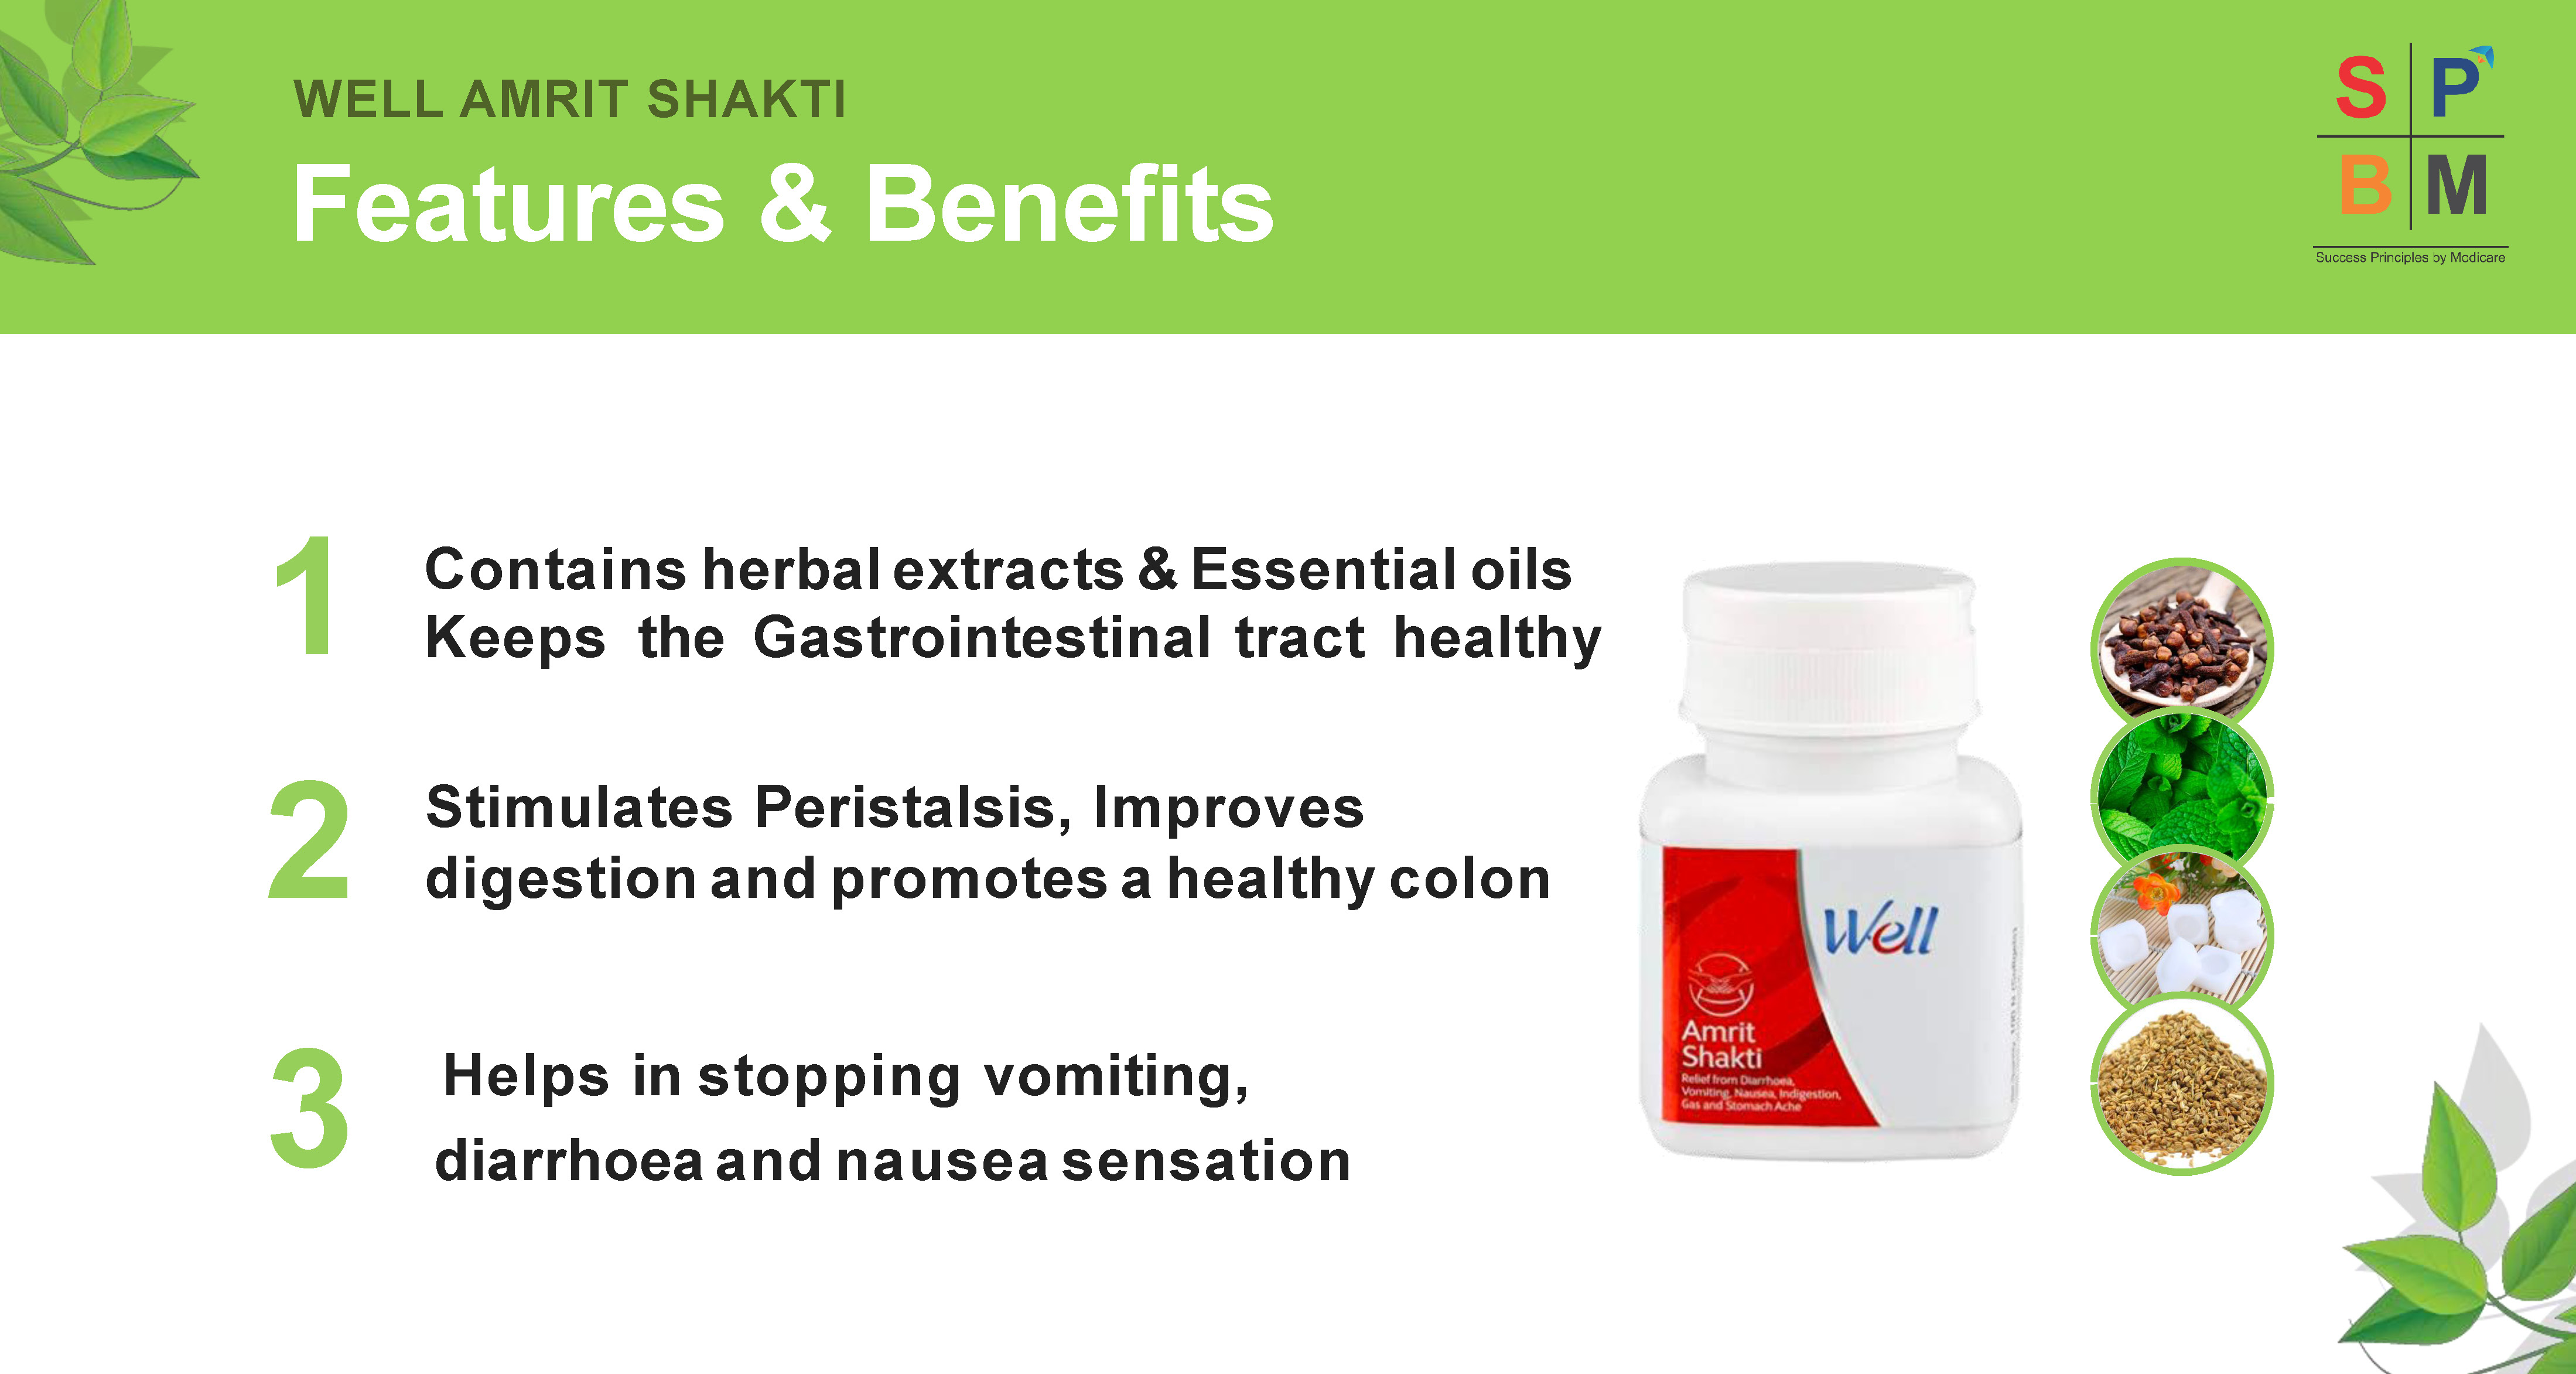 WELL AMRIT SHAKTI
Features & Benefits
S P
B M
Success Principles by Modicare
1
Contains herbal extracts & Essential oils
Keeps the Gastrointestinal tract healthy
2
Stimulates Peristalsis, Improves
digestion and promotes a healthy colon
3
Helps in stopping vomiting,
diarrhoea and nausea sensation
Well
Amrit
Shakti
Relief from Diarrhoea,
Vomiting, Nausea, Indigestion,
Gas and Stomach Ache